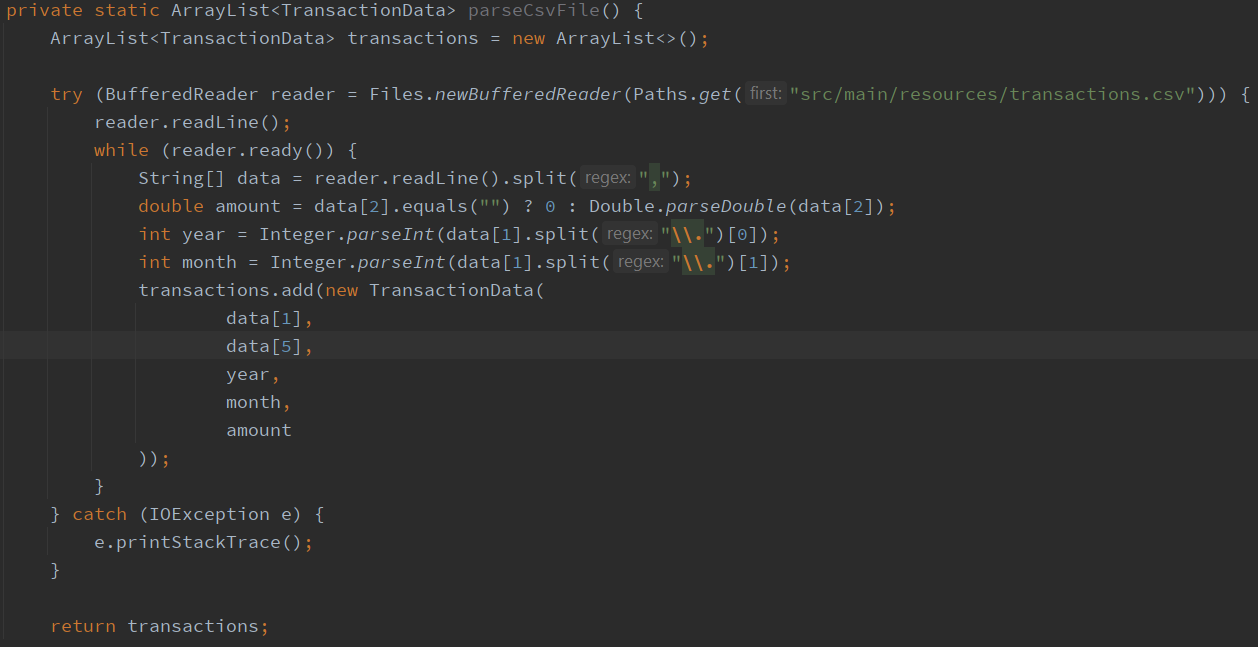 private static ArrayList<TransactionData> parseCsvFile() {
    ArrayList<TransactionData> transactions = new ArrayList<>();

    try (BufferedReader reader = Files.newBufferedReader(Paths.get( first: "src/main/resources/transactions.csv"))) {
        reader.readLine();
        while (reader.ready()) {
            String[] data = reader.readLine().split( regex: ",");
            double amount = data[2].equals("") ? 0 : Double.parseDouble(data[2]);
            int year = Integer.parseInt(data[1].split( regex: "\\.")[0]);
            int month = Integer.parseInt(data[1].split( regex: "\\.")[1]);
            transactions.add(new TransactionData(
                    data[1],
                    data[5],
                    year,
                    month,
                    amount
            ));
        }
    } catch (IOException e) {
        e.printStackTrace();
    }

    return transactions;